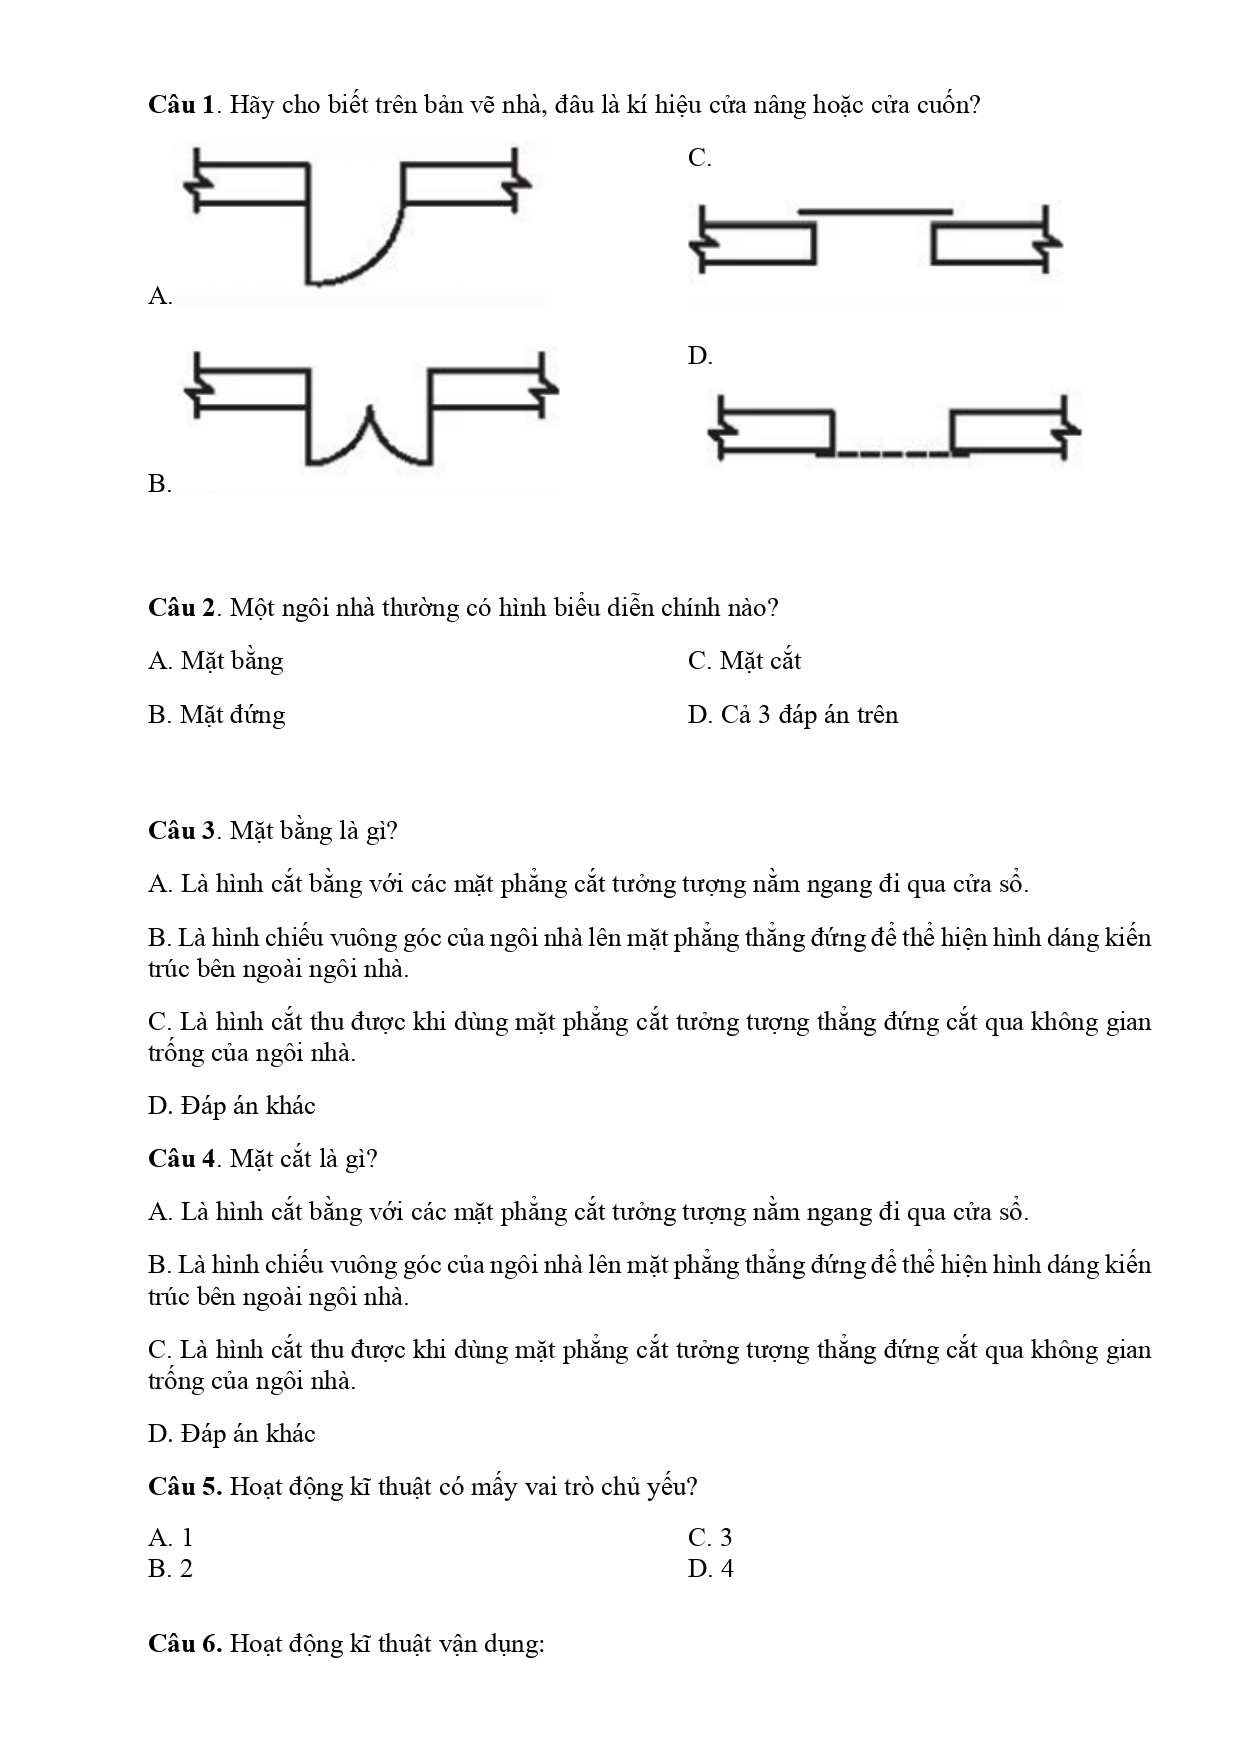 Câu 1. Hãy cho biết trên bản vẽ nhà, đâu là kí hiệu cửa nâng hoặc cửa cuốn?
A.
B.
C.
D.
Câu 2. Một ngôi nhà thường có hình biểu diễn chính nào?
A. Mặt bằng
B. Mặt đứng
C. Mặt cắt
D. Cả 3 đáp án trên
Câu 3. Mặt bằng là gì?
A. Là hình cắt bằng với các mặt phẳng cắt tưởng tượng nằm ngang đi qua cửa sổ.
B. Là hình chiếu vuông góc của ngôi nhà lên mặt phẳng thẳng đứng để thể hiện hình dáng kiến
trúc bên ngoài ngôi nhà.
C. Là hình cắt thu được khi dùng mặt phẳng cắt tưởng tượng thẳng đứng cắt qua không gian
trống của ngôi nhà.
D. Đáp án khác
Câu 4. Mặt cắt là gì?
A. Là hình cắt bằng với các mặt phẳng cắt tưởng tượng nằm ngang đi qua cửa sổ.
B. Là hình chiếu vuông góc của ngôi nhà lên mặt phẳng thẳng đứng để thể hiện hình dáng kiến
trúc bên ngoài ngôi nhà.
C. Là hình cắt thu được khi dùng mặt phẳng cắt tưởng tượng thẳng đứng cắt qua không gian
trống của ngôi nhà.
D. Đáp án khác
Câu 5. Hoạt động kĩ thuật có mấy vai trò chủ yếu?
A. 1
B. 2
C. 3
D. 4
Câu 6. Hoạt động kĩ thuật vận dụng: